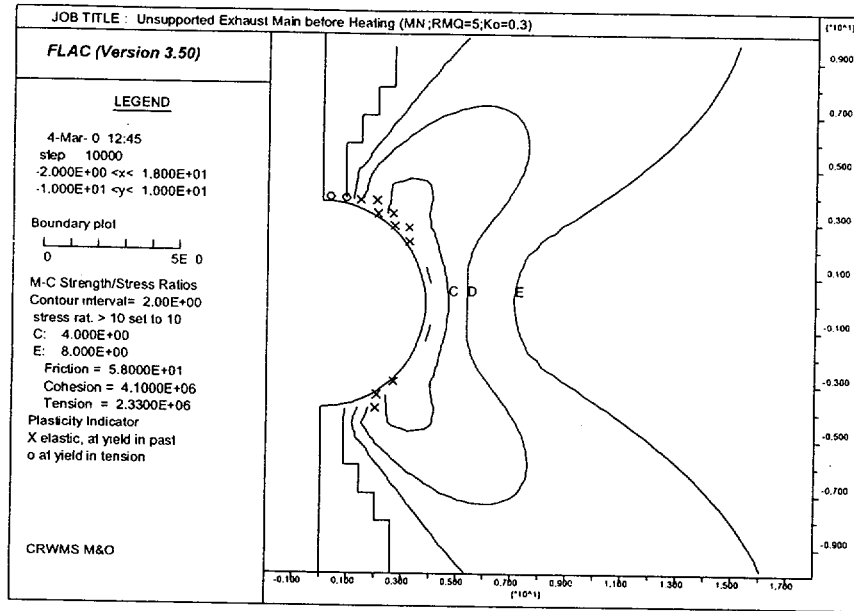 JOB TITLE : Unsupported Exhaust Main before Heating (MN;RMQ=5;Ko=0.3)
FLAC (Version 3.50)
LEGEND
4-Mar- 0 12:45
step 10000
-2.000E+00 <x< 1.800E+01
-1.000E+01 <y< 1.000E+01
Boundary plot
0 5E 0
M-C Strength/Stress Ratios
Contour interval= 2.00E+00
stress rat. > 10 set to 10
C: 4.000E+00
E: 8.000E+00
Friction = 5.8000E+01
Cohesion = 4.1000E+06
Tension = 2.3300E+06
Plasticity Indicator
X elastic, at yield in past
o at yield in tension
CRWMS M&O
C D E
(*10^1)
0.900
0.700
0.500
0.300
0.100
-0.100
-0.300
-0.500
-0.700
-0.900
-0.100 0.100 0.300 0.500 0.700 0.900 1.100 1.300 1.500 1.700
(*10^1)